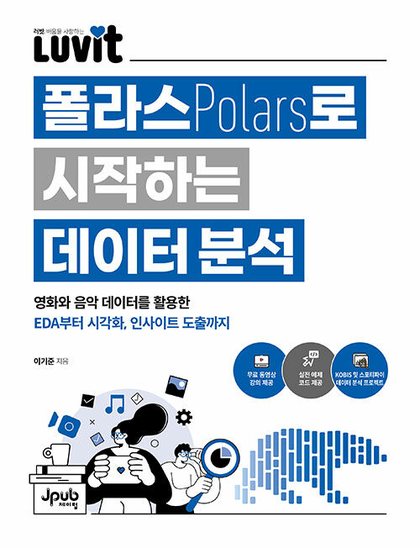 러빗 배움을 사랑하는
LUViT
폴라스Polars로
시작하는
데이터 분석
영화와 음악 데이터를 활용한
EDA부터 시각화, 인사이트 도출까지
이기준 지음
무료 동영상
강의 제공
실전 예제
코드 제공
KOBIS 및 스포티파이
데이터 분석 프로젝트
Jpub
제이펍